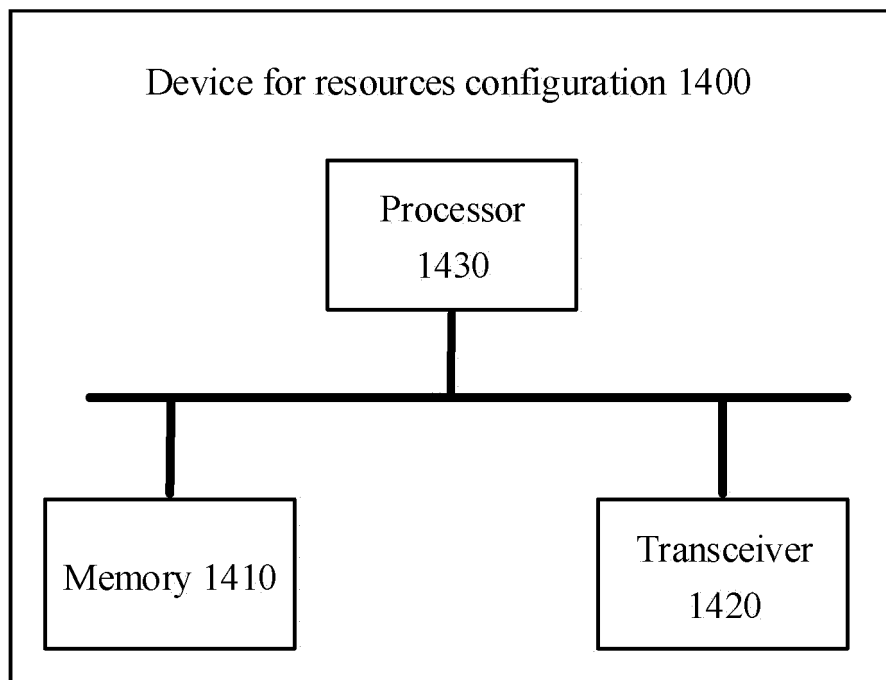 Device for resources configuration 1400
Processor
1430
Memory 1410
Transceiver
1420